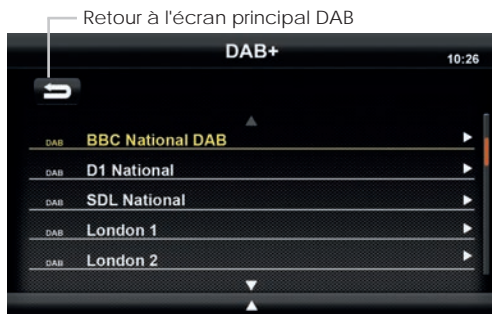 Retour à l'écran principal DAB
DAB+
10:26
DAB BBC National DAB
DAB D1 National
DAB SDL National
DAB London 1
DAB London 2